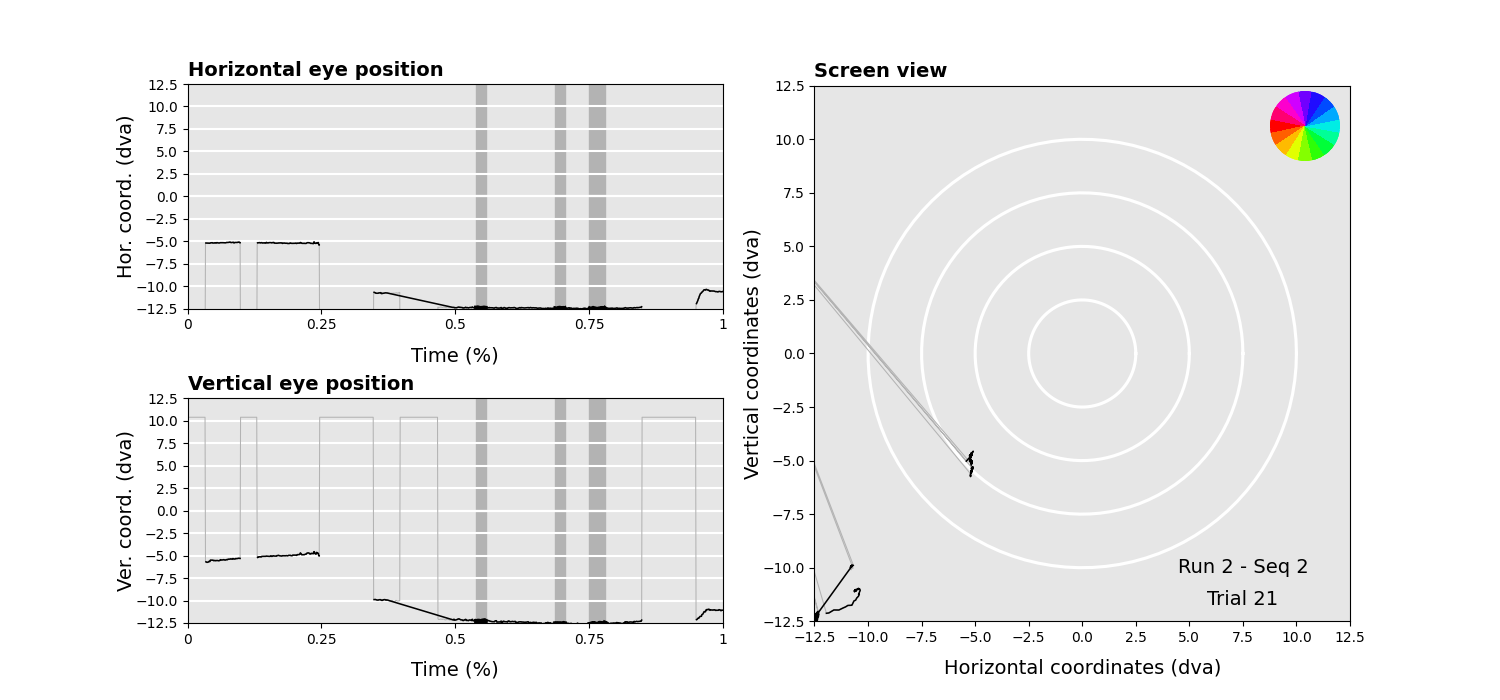 Horizontal eye position
12.5
10.0
7.5
5.0
2.5
0.0
−2.5
−5.0
−7.5
−10.0
−12.5
Hor. coord. (dva)
0 0.25 0.5 0.75 1
Time (%)
Vertical eye position
12.5
10.0
7.5
5.0
2.5
0.0
−2.5
−5.0
−7.5
−10.0
−12.5
Ver. coord. (dva)
0 0.25 0.5 0.75 1
Time (%)
Screen view
12.5
10.0
7.5
5.0
2.5
0.0
−2.5
−5.0
−7.5
−10.0
−12.5
Vertical coordinates (dva)
Run 2 - Seq 2
Trial 21
−12.5 −10.0 −7.5 −5.0 −2.5 0.0 2.5 5.0 7.5 10.0 12.5
Horizontal coordinates (dva)